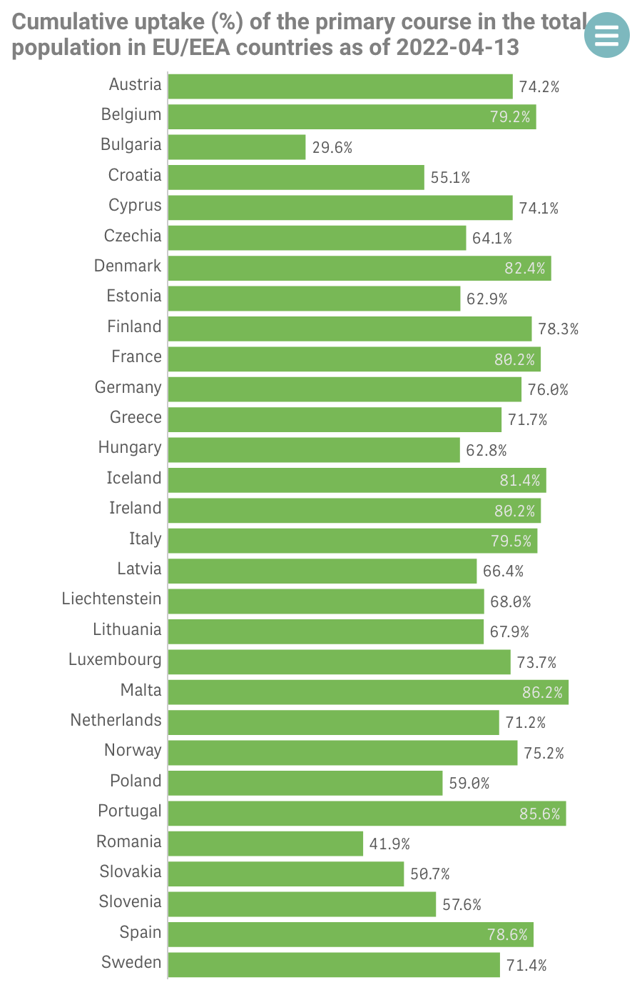 Cumulative uptake (%) of the primary course in the total
population in EU/EEA countries as of 2022-04-13
Austria 74.2%
Belgium 79.2%
Bulgaria 29.6%
Croatia 55.1%
Cyprus 74.1%
Czechia 64.1%
Denmark 82.4%
Estonia 62.9%
Finland 78.3%
France 80.2%
Germany 76.0%
Greece 71.7%
Hungary 62.8%
Iceland 81.4%
Ireland 80.2%
Italy 79.5%
Latvia 66.4%
Liechtenstein 68.0%
Lithuania 67.9%
Luxembourg 73.7%
Malta 86.2%
Netherlands 71.2%
Norway 75.2%
Poland 59.0%
Portugal 85.6%
Romania 41.9%
Slovakia 50.7%
Slovenia 57.6%
Spain 78.6%
Sweden 71.4%